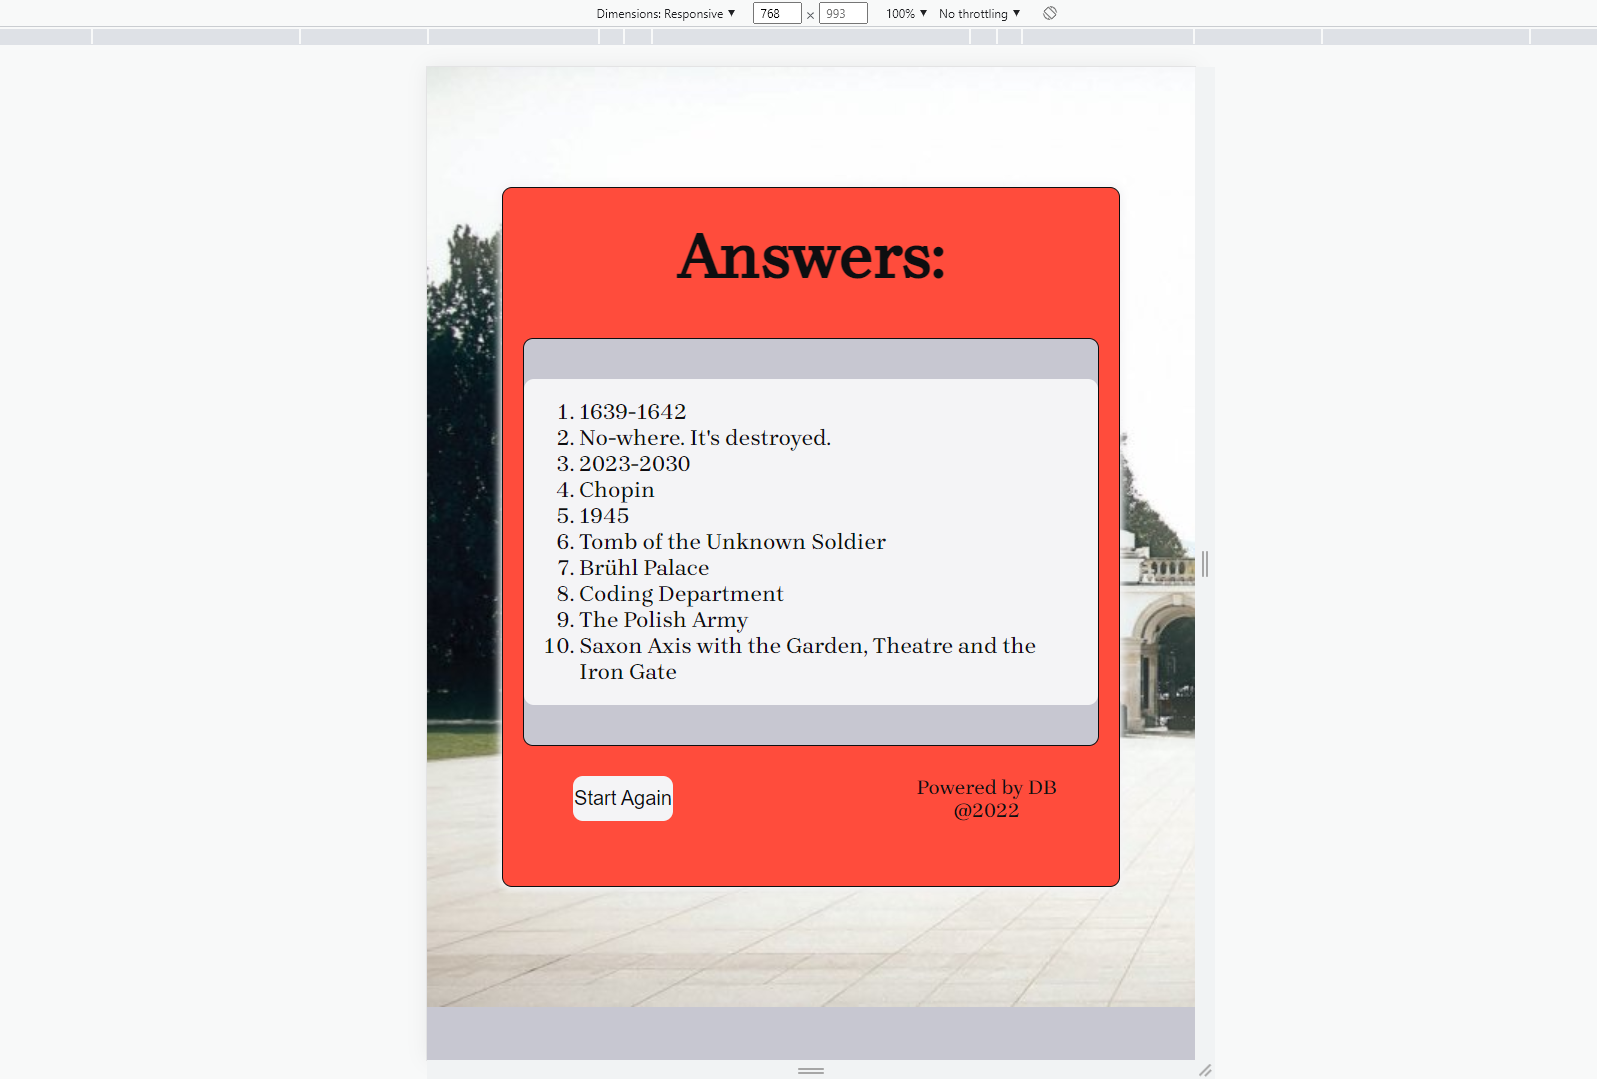 Dimensions: Responsive ▼ 768 × 993 100% ▼ No throttling ▼
Answers:
1. 1639-1642
2. No-where. It's destroyed.
3. 2023-2030
4. Chopin
5. 1945
6. Tomb of the Unknown Soldier
7. Brühl Palace
8. Coding Department
9. The Polish Army
10. Saxon Axis with the Garden, Theatre and the
Iron Gate
Start Again
Powered by DB
@2022